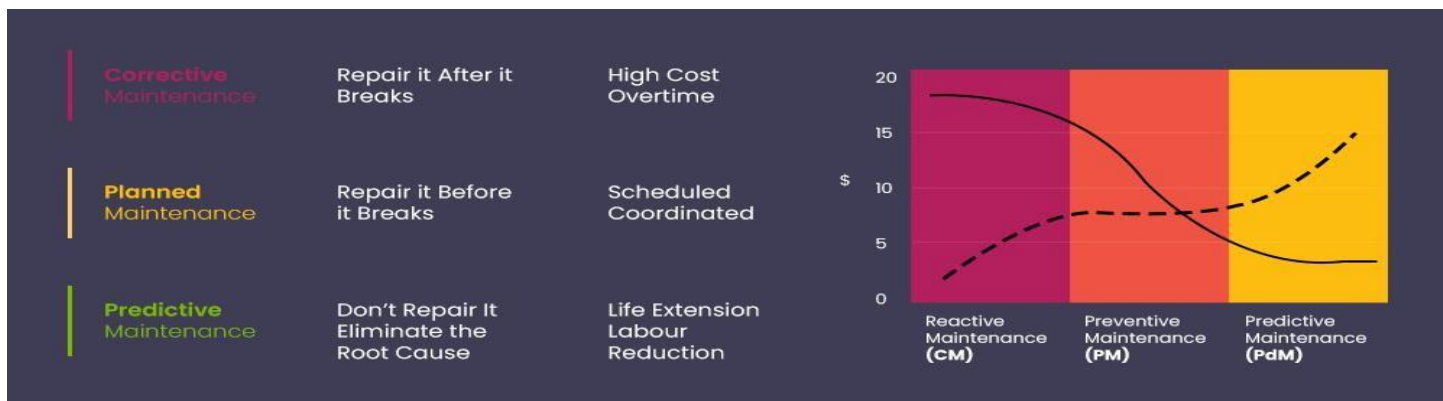 Corrective
Maintenance
Repair it After it
Breaks
High Cost
Overtime
Planned
Maintenance
Repair it Before
it Breaks
Scheduled
Coordinated
Predictive
Maintenance
Don't Repair It
Eliminate the
Root Cause
Life Extension
Labour
Reduction
$
20
15
10
5
0
Reactive
Maintenance
(CM)
Preventive
Maintenance
(PM)
Predictive
Maintenance
(PdM)